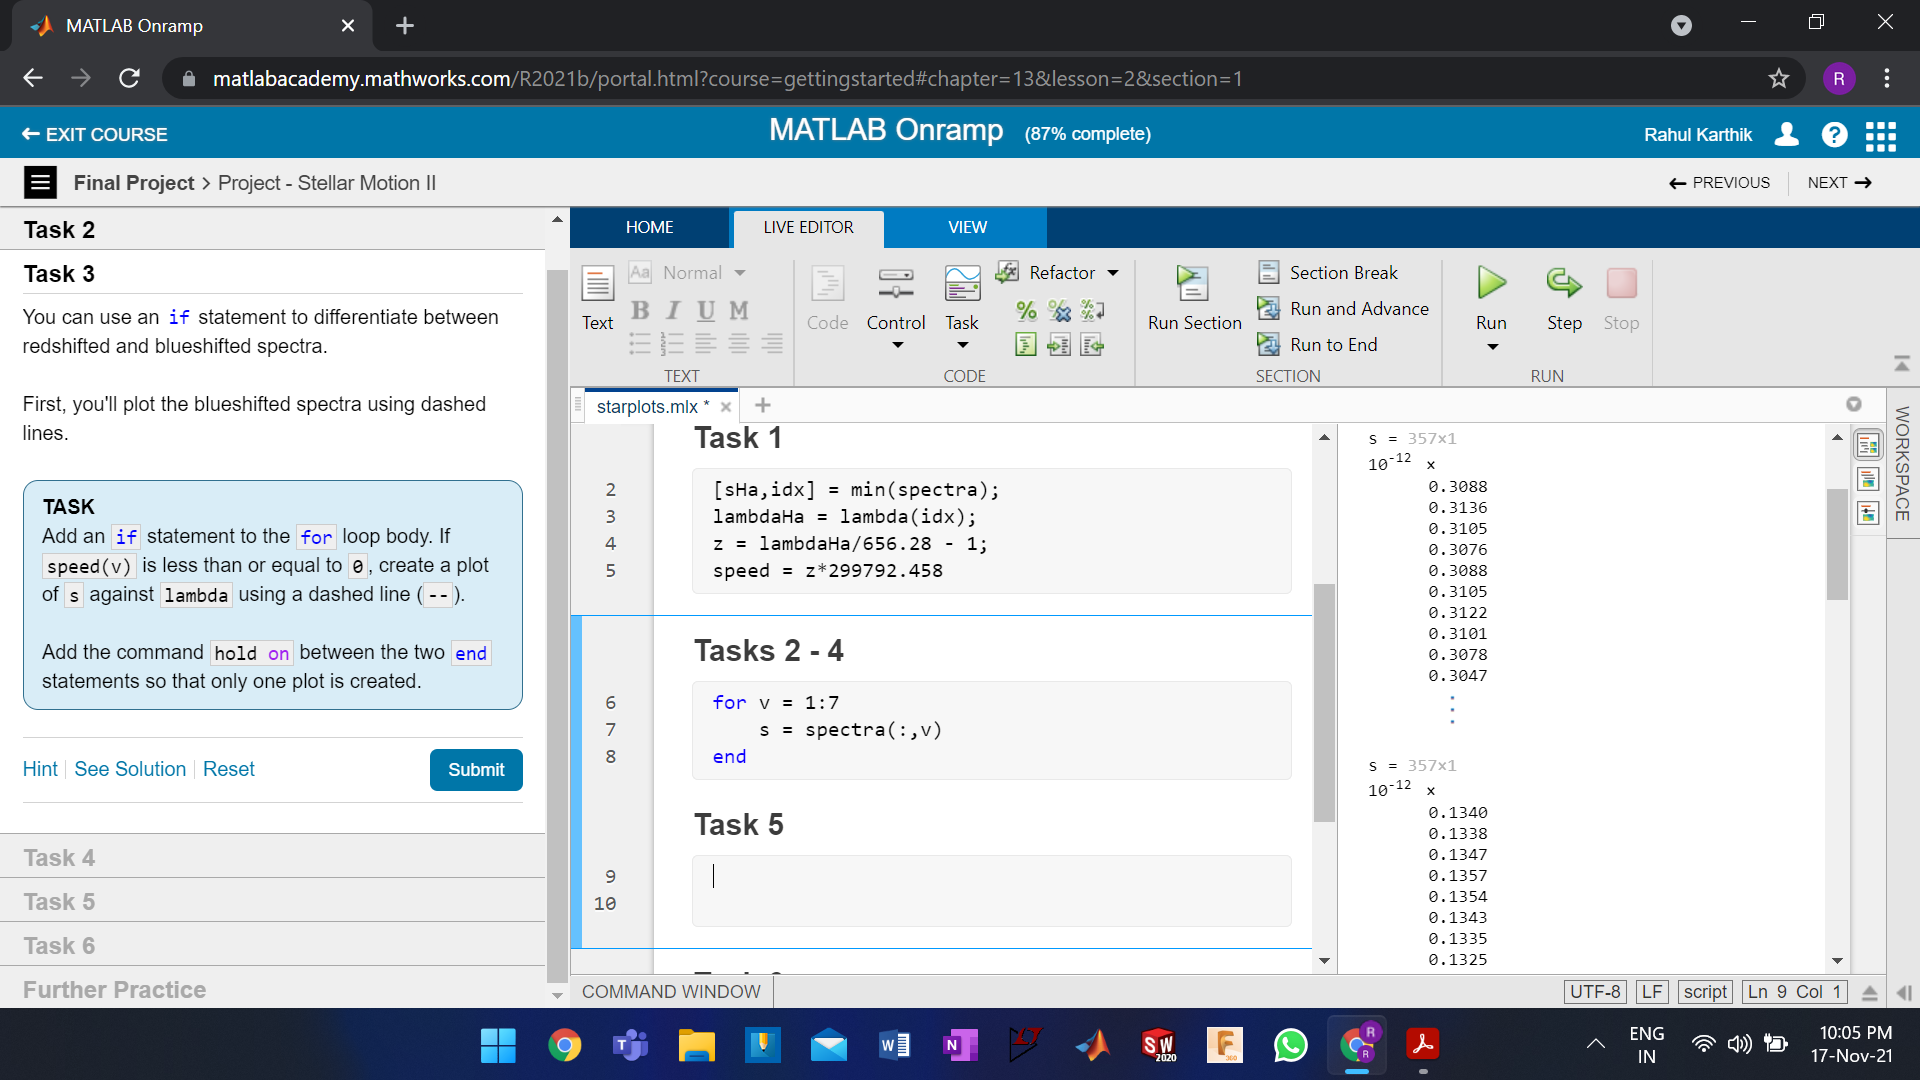 MATLAB Onramp
matlabacademy.mathworks.com/R2021b/portal.html?course=gettingstarted#chapter=13&lesson=2&section=1
R
EXIT COURSE
MATLAB Onramp (87% complete)
Rahul Karthik
?
Final Project > Project - Stellar Motion II
PREVIOUS
NEXT
Task 2
Task 3
You can use an if statement to differentiate between
redshifted and blueshifted spectra.
First, you'll plot the blueshifted spectra using dashed
lines.
TASK
Add an if statement to the for loop body. If
speed(v) is less than or equal to 0, create a plot
of s against lambda using a dashed line (--).
Add the command hold on between the two end
statements so that only one plot is created.
Hint
See Solution
Reset
Submit
Task 4
Task 5
Task 6
Further Practice
HOME
LIVE EDITOR
VIEW
Text
Aa Normal
B I U M
TEXT
Code
Control
Task
Refactor
CODE
Run Section
Section Break
Run and Advance
Run to End
SECTION
Run
Step
Stop
RUN
starplots.mlx *
WORKSPACE
Task 1
2 [sHa,idx] = min(spectra);
3 lambdaHa = lambda(idx);
4 z = lambdaHa/656.28 - 1;
5 speed = z*299792.458
Tasks 2 - 4
6 for v = 1:7
7 s = spectra(:,v)
8 end
Task 5
9
10
s = 357×1
10-12 x
0.3088
0.3136
0.3105
0.3076
0.3088
0.3105
0.3122
0.3101
0.3078
0.3047
s = 357×1
10-12 x
0.1340
0.1338
0.1347
0.1357
0.1354
0.1343
0.1335
0.1325
COMMAND WINDOW
UTF-8
LF
script
Ln 9 Col 1
ENG
IN
10:05 PM
17-Nov-21